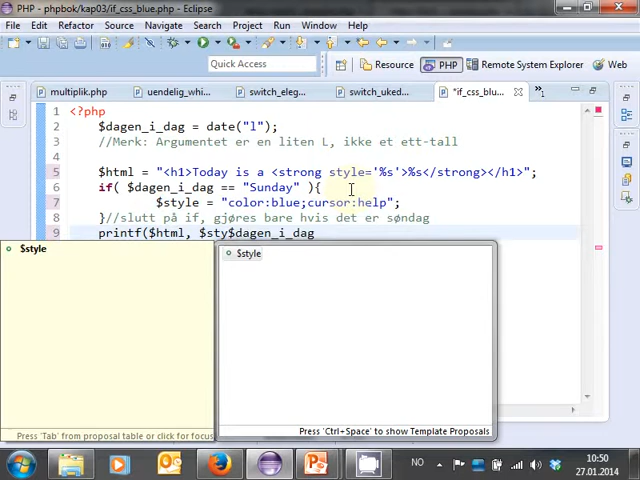 PHP - phpbok/kap03/if_css_blue.php - Eclipse
File Edit Refactor Source Navigate Search Project Run Window Help
Quick Access
Resource PHP Remote System Explorer Web
multiplik.php uendelig_whi... switch_eleg... switch_uked... *if_css_blu... »1
1 <?php
2 $dagen_i_dag = date("l");
3 //Merk: Argumentet er en liten L, ikke et ett-tall
4
5 $html = "<h1>Today is a <strong style='%s'>%s</strong></h1>";
6 if( $dagen_i_dag == "Sunday" ){
7 $style = "color:blue;cursor:help";
8 }//slutt på if, gjøres bare hvis det er søndag
9 printf($html, $sty$dagen_i_dag
$style
$style
Press 'Tab' from proposal table or click for focus
Press 'Ctrl+Space' to show Template Proposals
NO
10:50
27.01.2014